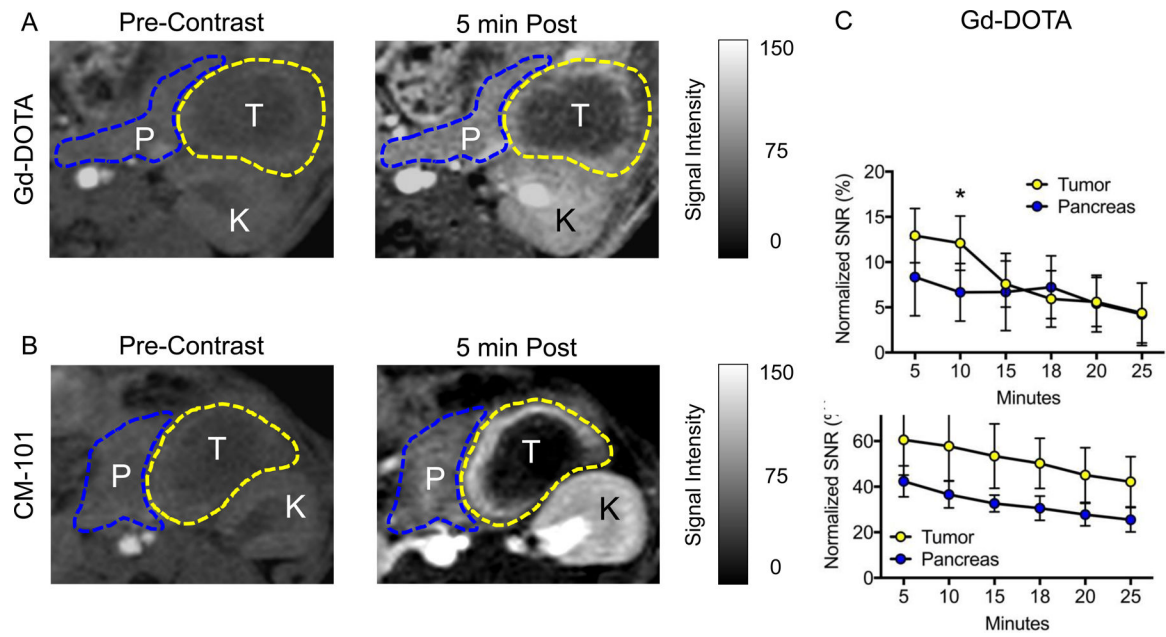 A
Pre-Contrast
5 min Post
Gd-DOTA
P
T
K
P
T
K
Signal Intensity
150
75
0
B
Pre-Contrast
5 min Post
CM-101
P
T
K
P
T
K
Signal Intensity
150
75
0
C
Gd-DOTA
Normalized SNR (%)
20
15
10
5
0
*
Tumor
Pancreas
5 10 15 18 20 25
Minutes
Normalized SNR
60
40
20
0
Tumor
Pancreas
5 10 15 18 20 25
Minutes